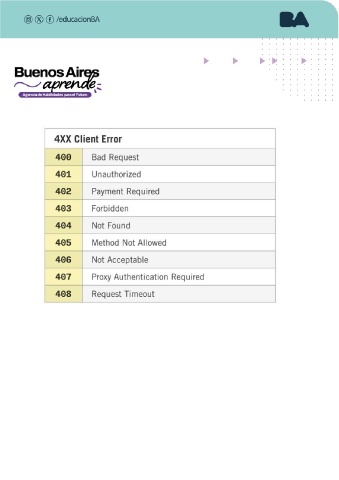 /educacionBA
BA
Buenos Aires
aprende
Agencia de Habilidades para el Futuro
4XX Client Error
400 Bad Request
401 Unauthorized
402 Payment Required
403 Forbidden
404 Not Found
405 Method Not Allowed
406 Not Acceptable
407 Proxy Authentication Required
408 Request Timeout